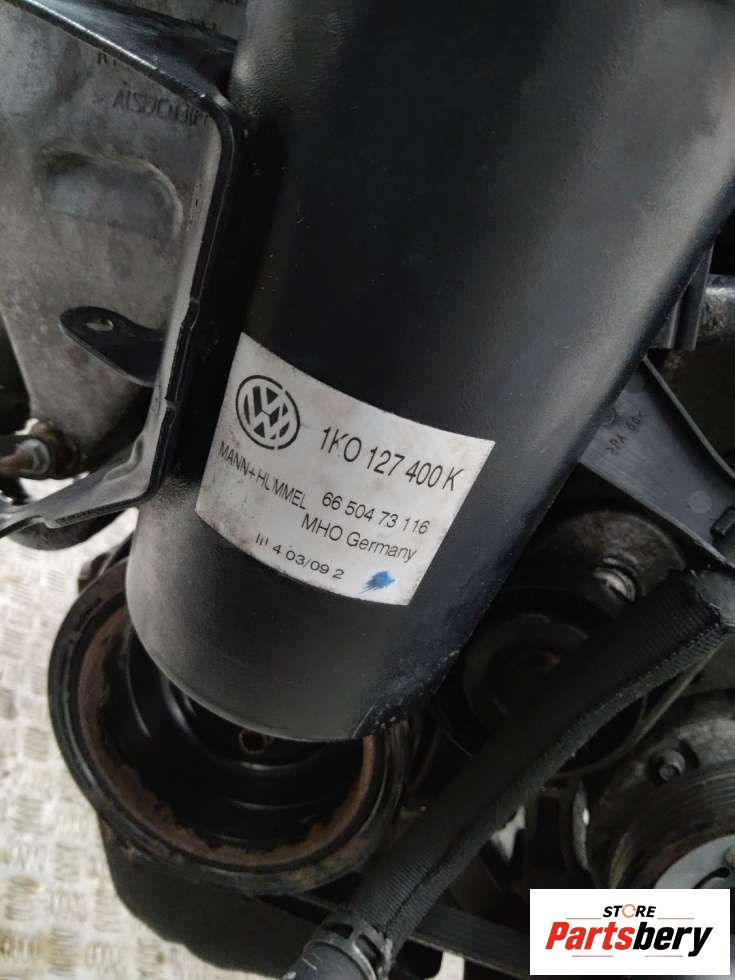 1K0 127 400 K
MANN+HUMMEL 66 504 73 116
MHO Germany
4 03/09 2
STORE
Partsbery